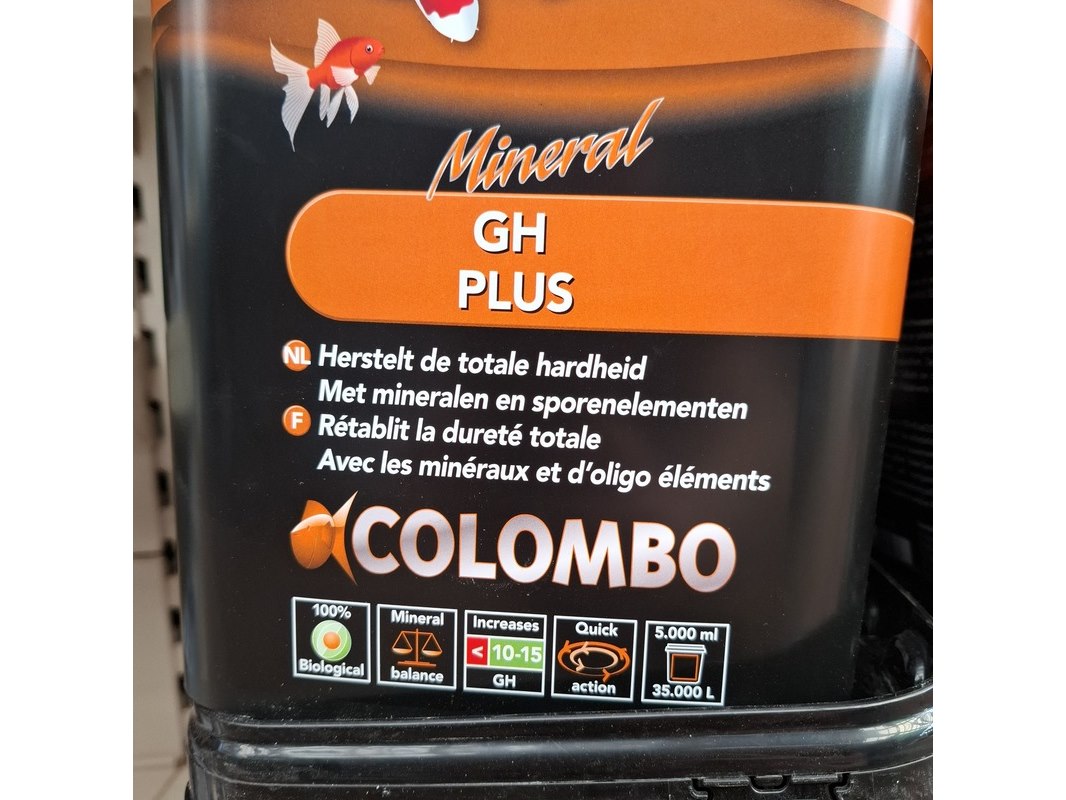 Mineral
GH
PLUS
NL Herstelt de totale hardheid
Met mineralen en sporenelementen
F Rétablit la dureté totale
Avec les minéraux et d'oligo éléments
COLOMBO
100%
Biological
Mineral
balance
Increases
< 10-15
GH
Quick
action
5.000 ml
35.000 L